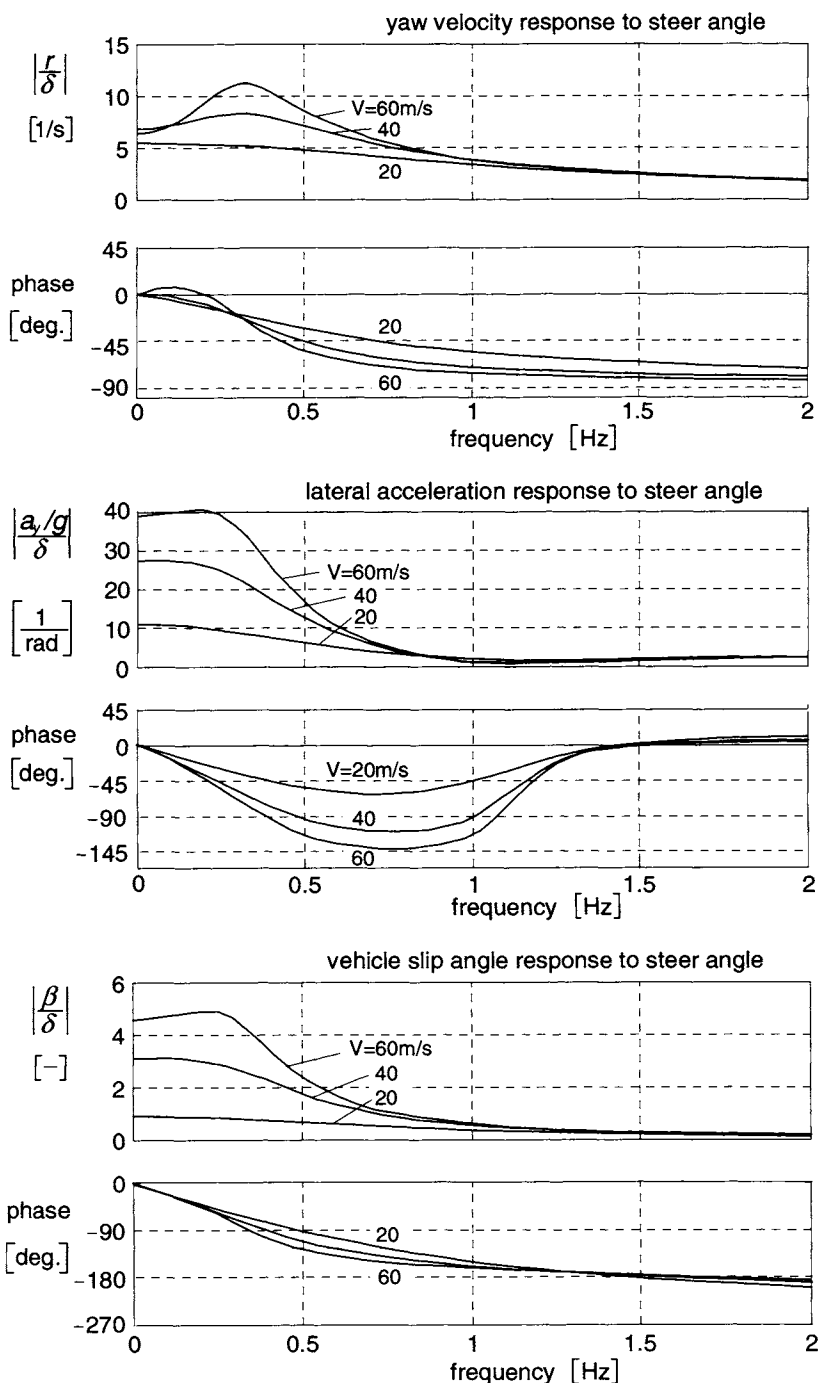 yaw velocity response to steer angle
|r/δ|
[1/s]
15
10
5
0
V=60m/s
40
20
phase
[deg.]
45
0
-45
-90
20
60
0
0.5
1
1.5
2
frequency [Hz]
lateral acceleration response to steer angle
|a_y/g/δ|
[1/rad]
40
30
20
10
0
V=60m/s
40
20
phase
[deg.]
45
0
-45
-90
-145
V=20m/s
40
60
0
0.5
1
1.5
2
frequency [Hz]
vehicle slip angle response to steer angle
|β/δ|
[−]
6
4
2
0
V=60m/s
40
20
phase
[deg.]
0
-90
-180
-270
20
60
0
0.5
1
1.5
2
frequency [Hz]